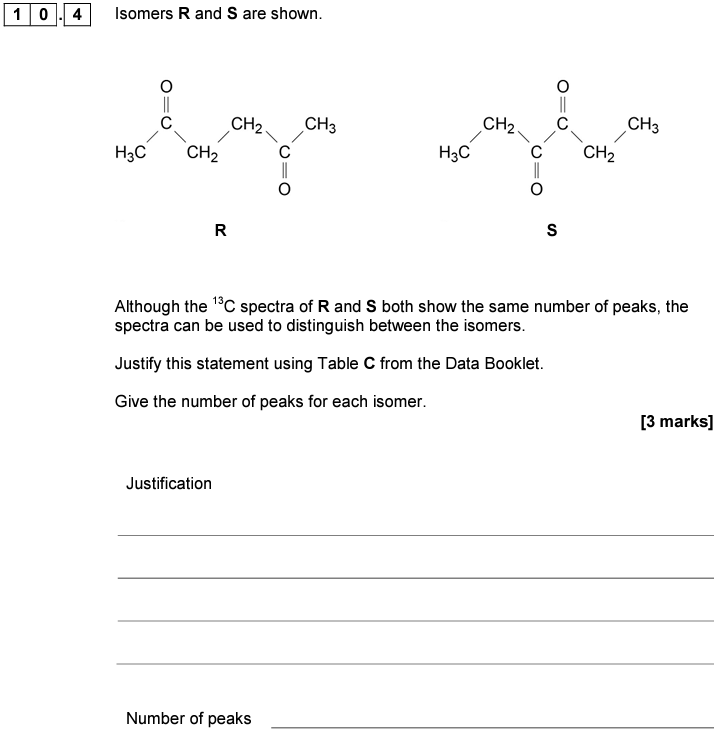 10.4 Isomers R and S are shown.
O O
C CH₂ CH₃ CH₂ C CH₃
H₃C CH₂ C H₃C C CH₂
O O
R S
Although the ¹³C spectra of R and S both show the same number of peaks, the
spectra can be used to distinguish between the isomers.
Justify this statement using Table C from the Data Booklet.
Give the number of peaks for each isomer.
[3 marks]
Justification
Number of peaks